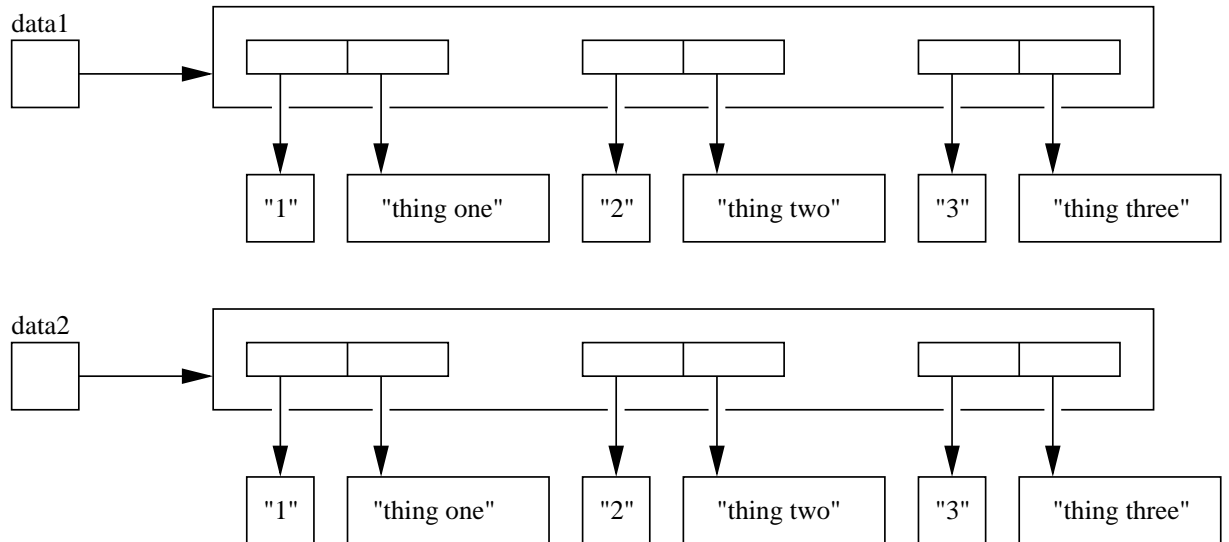 data1
"1" "thing one" "2" "thing two" "3" "thing three"
data2
"1" "thing one" "2" "thing two" "3" "thing three"